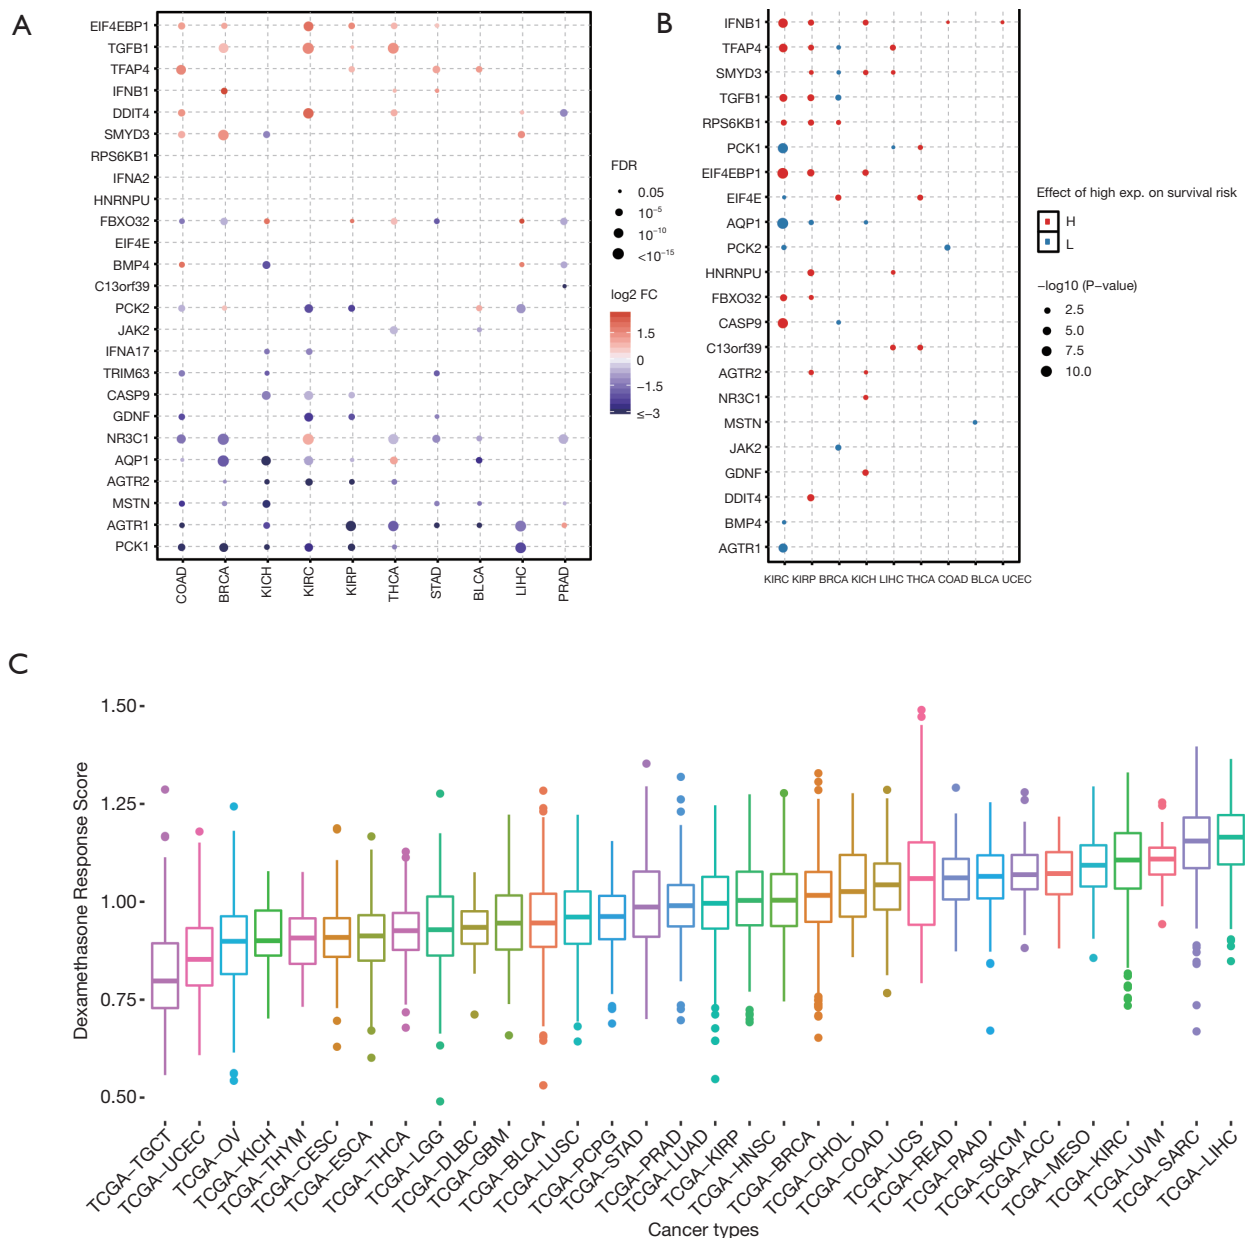 A
EIF4EBP1
TGFB1
TFAP4
IFNB1
DDIT4
SMYD3
RPS6KB1
IFNA2
HNRNPU
FBXO32
EIF4E
BMP4
C13orf39
PCK2
JAK2
IFNA17
TRIM63
CASP9
GDNF
NR3C1
AQP1
AGTR2
MSTN
AGTR1
PCK1
COAD
BRCA
KICH
KIRC
KIRP
THCA
STAD
BLCA
LIHC
PRAD
FDR
0.05
10⁻⁵
10⁻¹⁰
<10⁻¹⁵
log2 FC
1.5
0
−1.5
≤−3
B
IFNB1
TFAP4
SMYD3
TGFB1
RPS6KB1
PCK1
EIF4EBP1
EIF4E
AQP1
PCK2
HNRNPU
FBXO32
CASP9
C13orf39
AGTR2
NR3C1
MSTN
JAK2
GDNF
DDIT4
BMP4
AGTR1
KIRC KIRP BRCA KICH LIHC THCA COAD BLCA UCEC
Effect of high exp. on survival risk
H
L
−log10 (P-value)
2.5
5.0
7.5
10.0
C
Dexamethasone Response Score
1.50
1.25
1.00
0.75
0.50
TCGA−TGCT
TCGA−UCEC
TCGA−OV
TCGA−KICH
TCGA−THYM
TCGA−CESC
TCGA−ESCA
TCGA−THCA
TCGA−LGG
TCGA−DLBC
TCGA−GBM
TCGA−BLCA
TCGA−LUSC
TCGA−PCPG
TCGA−STAD
TCGA−PRAD
TCGA−LUAD
TCGA−KIRP
TCGA−HNSC
TCGA−BRCA
TCGA−CHOL
TCGA−COAD
TCGA−UCS
TCGA−READ
TCGA−PAAD
TCGA−SKCM
TCGA−ACC
TCGA−MESO
TCGA−KIRC
TCGA−UVM
TCGA−SARC
TCGA−LIHC
Cancer types